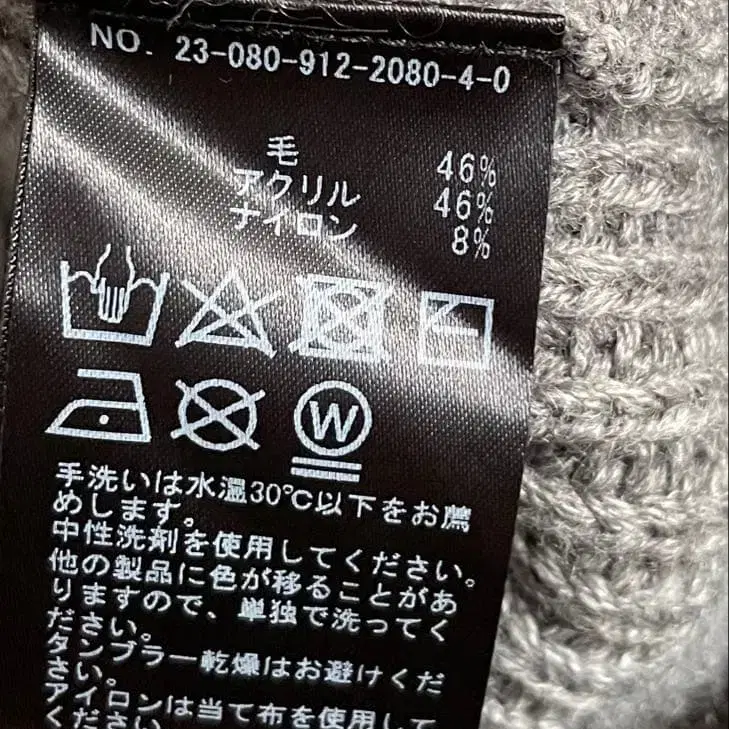 NO. 23-080-912-2080-4-0
毛 46%
アクリル 46%
ナイロン 8%
W
手洗いは水温30℃以下をお薦
めします。
中性洗剤を使用してください。
他の製品に色が移ることがあ
りますので、単独で洗ってく
ださい。
タンブラー乾燥はお避けくだ
さい。
アイロンは当て布を使用して
ください